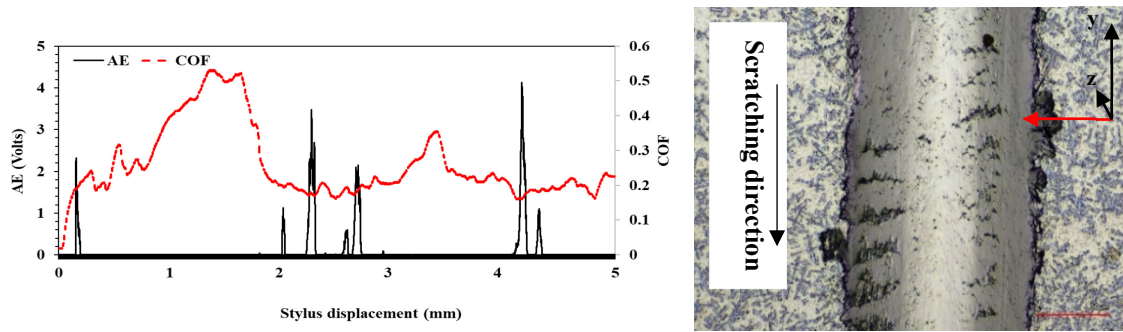 5
4
3
2
1
0
AE (Volts)
AE
COF
0.6
0.5
0.4
0.3
0.2
0.1
0
COF
0
1
2
3
4
5
Stylus displacement (mm)
Scratching direction
y
z